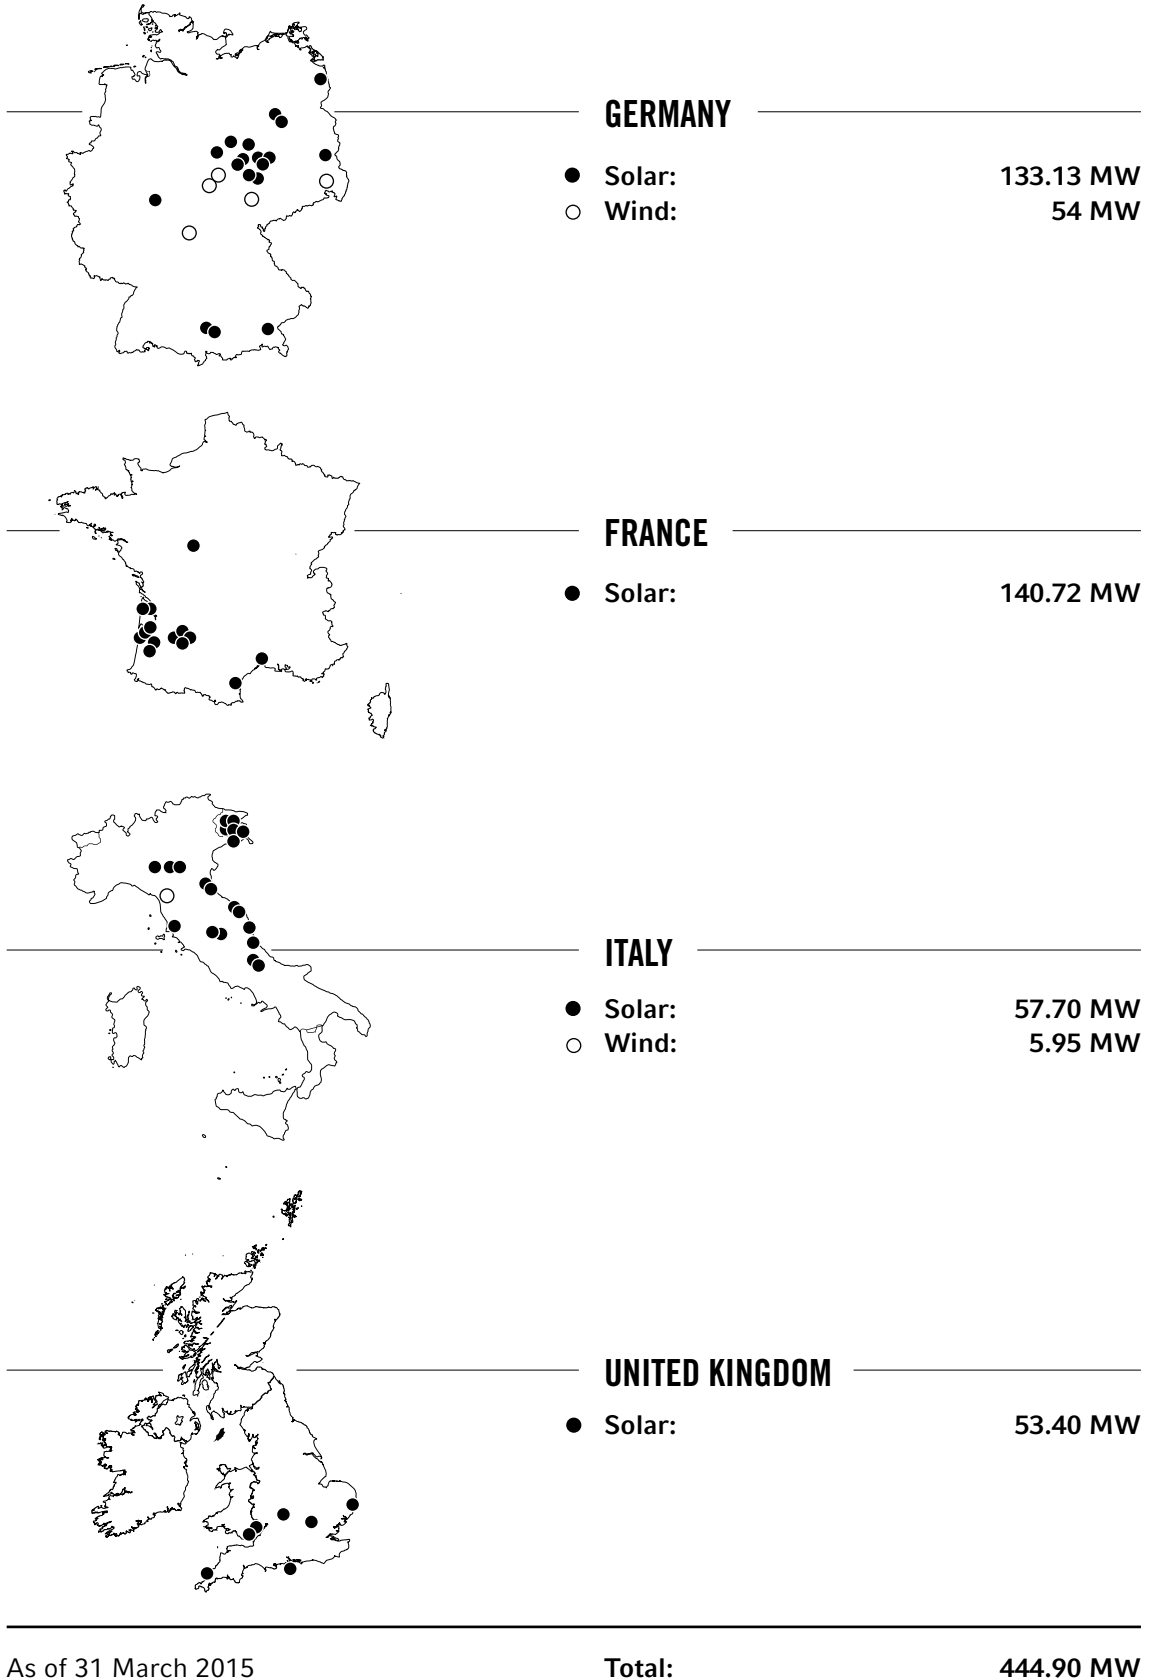 GERMANY
Solar: 133.13 MW
Wind: 54 MW
FRANCE
Solar: 140.72 MW
ITALY
Solar: 57.70 MW
Wind: 5.95 MW
UNITED KINGDOM
Solar: 53.40 MW
As of 31 March 2015 Total: 444.90 MW